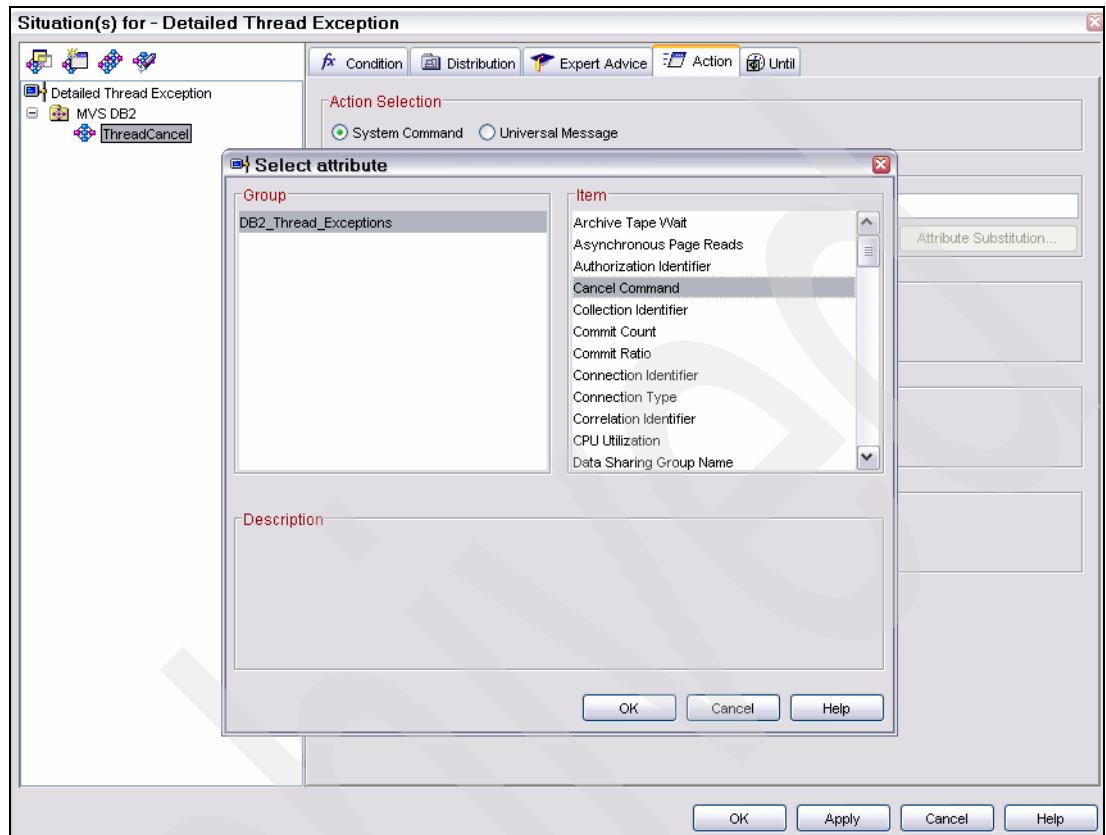 Situation(s) for - Detailed Thread Exception
Condition Distribution Expert Advice Action Until
Detailed Thread Exception
MVS DB2
ThreadCancel
Action Selection
System Command Universal Message
Select attribute
Group
DB2_Thread_Exceptions
Item
Archive Tape Wait
Asynchronous Page Reads
Authorization Identifier
Cancel Command
Collection Identifier
Commit Count
Commit Ratio
Connection Identifier
Connection Type
Correlation Identifier
CPU Utilization
Data Sharing Group Name
Attribute Substitution...
Description
OK Cancel Help
OK Apply Cancel Help